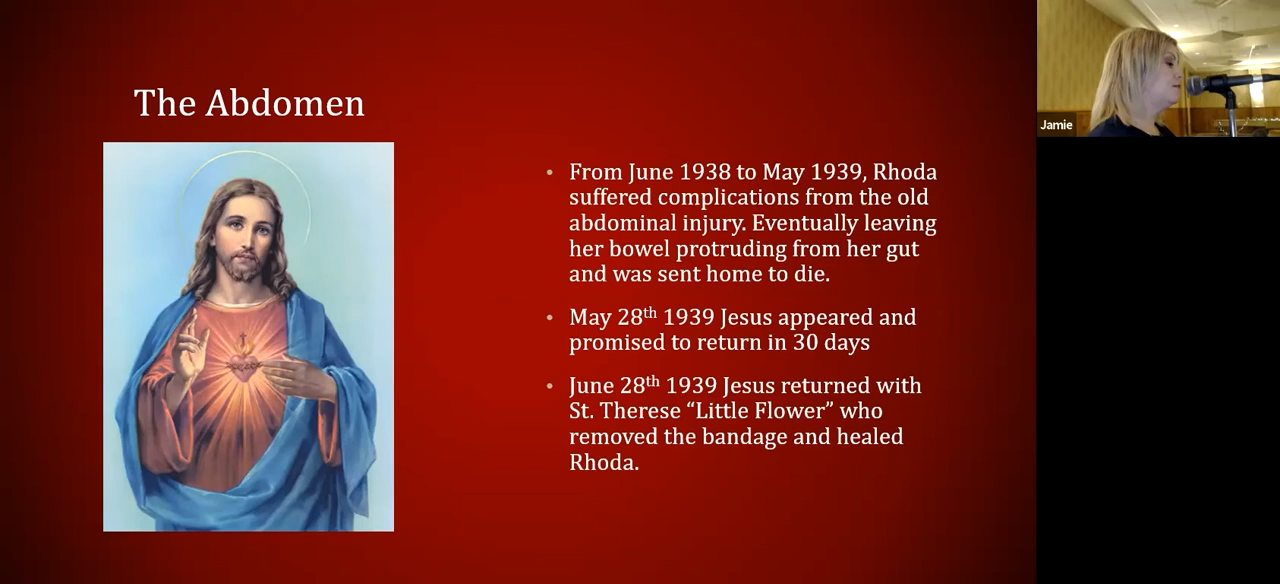 The Abdomen
• From June 1938 to May 1939, Rhoda
suffered complications from the old
abdominal injury. Eventually leaving
her bowel protruding from her gut
and was sent home to die.
• May 28th 1939 Jesus appeared and
promised to return in 30 days
• June 28th 1939 Jesus returned with
St. Therese “Little Flower” who
removed the bandage and healed
Rhoda.
Jamie